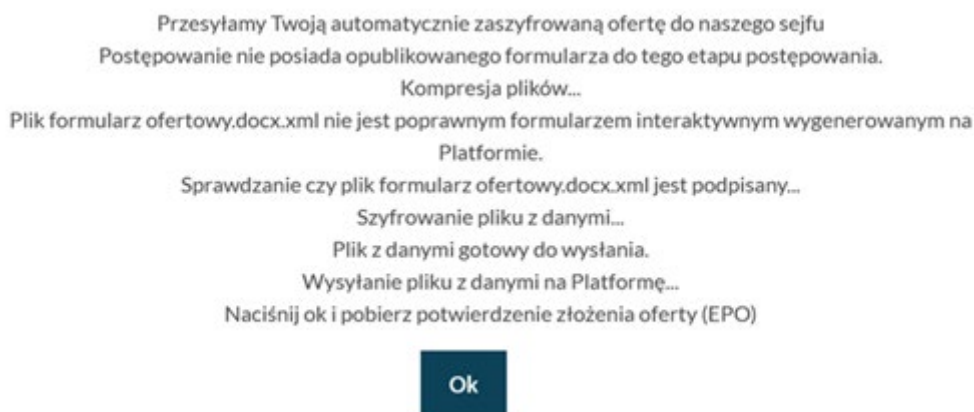 Przesyłamy Twoją automatycznie zaszyfrowaną ofertę do naszego sejfu
Postępowanie nie posiada opublikowanego formularza do tego etapu postępowania.
Kompresja plików...
Plik formularz ofertowy.docx.xml nie jest poprawnym formularzem interaktywnym wygenerowanym na
Platformie.
Sprawdzanie czy plik formularz ofertowy.docx.xml jest podpisany...
Szyfrowanie pliku z danymi...
Plik z danymi gotowy do wysłania.
Wysyłanie pliku z danymi na Platformę...
Naciśnij ok i pobierz potwierdzenie złożenia oferty (EPO)
Ok